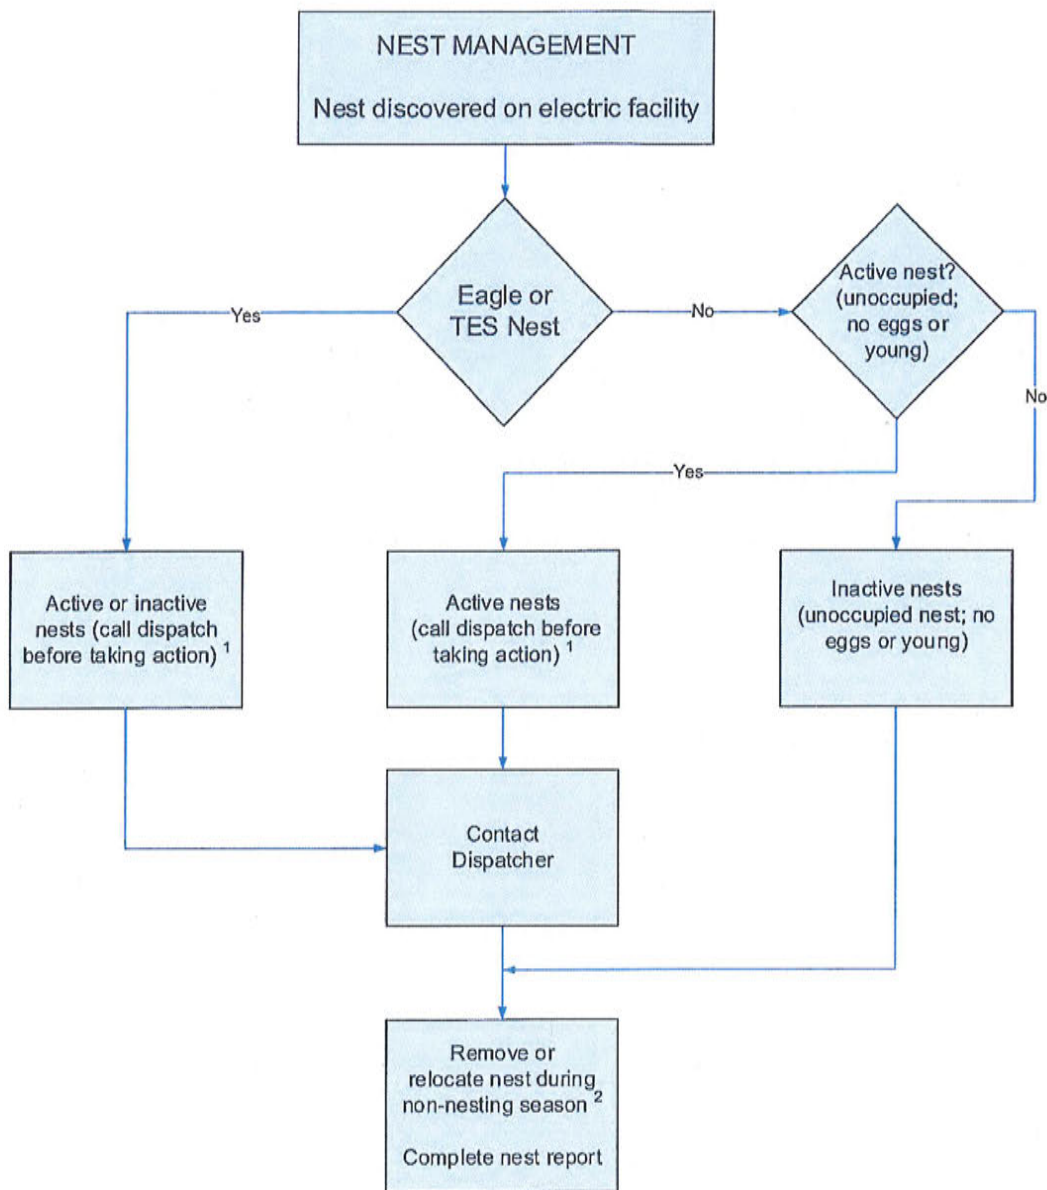 NEST MANAGEMENT
Nest discovered on electric facility
Eagle or
TES Nest
Yes
No
Active nest?
(unoccupied;
no eggs or
young)
No
Yes
Active or inactive
nests (call dispatch
before taking action) 1
Active nests
(call dispatch before
taking action) 1
Inactive nests
(unoccupied nest; no
eggs or young)
Contact
Dispatcher
Remove or
relocate nest during
non-nesting season 2
Complete nest report